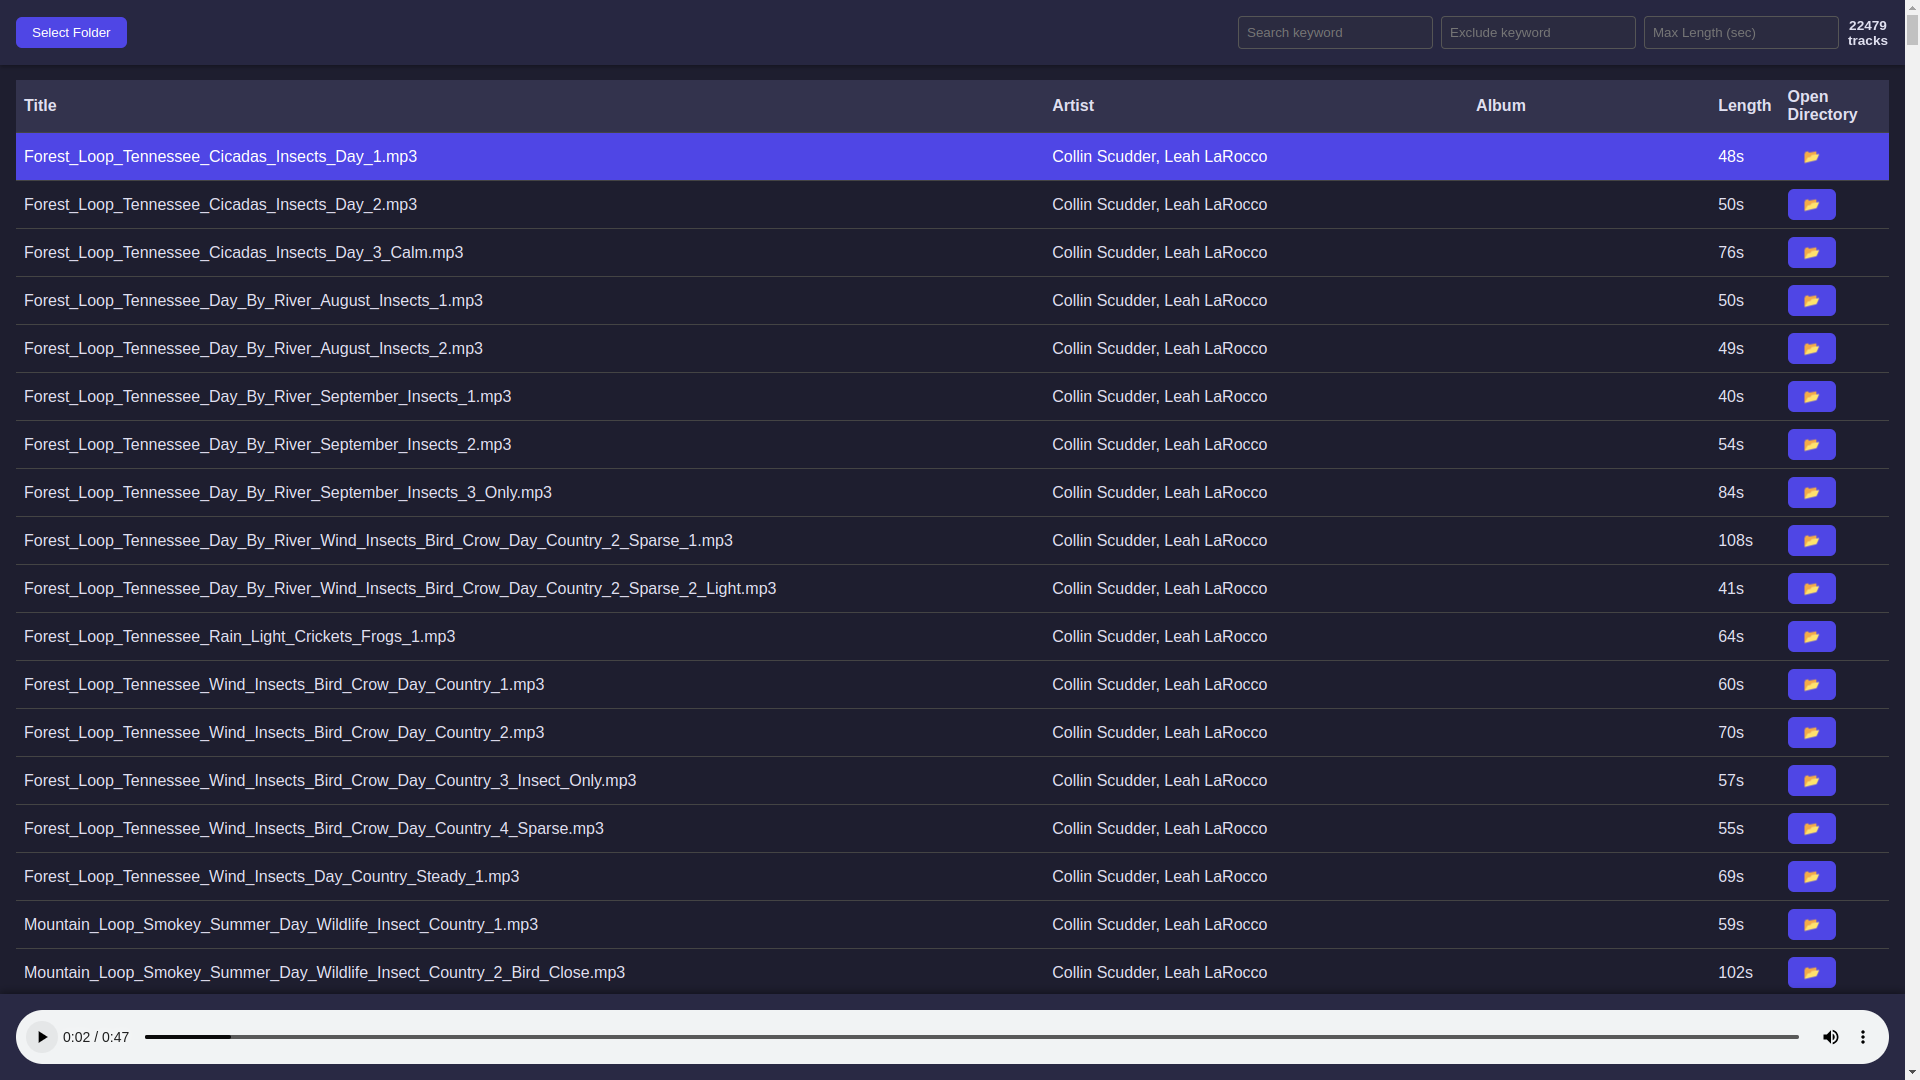 Select Folder
Search keyword
Exclude keyword
Max Length (sec)
22479
tracks
Title Artist Album Length Open Directory
Forest_Loop_Tennessee_Cicadas_Insects_Day_1.mp3 Collin Scudder, Leah LaRocco 48s
Forest_Loop_Tennessee_Cicadas_Insects_Day_2.mp3 Collin Scudder, Leah LaRocco 50s
Forest_Loop_Tennessee_Cicadas_Insects_Day_3_Calm.mp3 Collin Scudder, Leah LaRocco 76s
Forest_Loop_Tennessee_Day_By_River_August_Insects_1.mp3 Collin Scudder, Leah LaRocco 50s
Forest_Loop_Tennessee_Day_By_River_August_Insects_2.mp3 Collin Scudder, Leah LaRocco 49s
Forest_Loop_Tennessee_Day_By_River_September_Insects_1.mp3 Collin Scudder, Leah LaRocco 40s
Forest_Loop_Tennessee_Day_By_River_September_Insects_2.mp3 Collin Scudder, Leah LaRocco 54s
Forest_Loop_Tennessee_Day_By_River_September_Insects_3_Only.mp3 Collin Scudder, Leah LaRocco 84s
Forest_Loop_Tennessee_Day_By_River_Wind_Insects_Bird_Crow_Day_Country_2_Sparse_1.mp3 Collin Scudder, Leah LaRocco 108s
Forest_Loop_Tennessee_Day_By_River_Wind_Insects_Bird_Crow_Day_Country_2_Sparse_2_Light.mp3 Collin Scudder, Leah LaRocco 41s
Forest_Loop_Tennessee_Rain_Light_Crickets_Frogs_1.mp3 Collin Scudder, Leah LaRocco 64s
Forest_Loop_Tennessee_Wind_Insects_Bird_Crow_Day_Country_1.mp3 Collin Scudder, Leah LaRocco 60s
Forest_Loop_Tennessee_Wind_Insects_Bird_Crow_Day_Country_2.mp3 Collin Scudder, Leah LaRocco 70s
Forest_Loop_Tennessee_Wind_Insects_Bird_Crow_Day_Country_3_Insect_Only.mp3 Collin Scudder, Leah LaRocco 57s
Forest_Loop_Tennessee_Wind_Insects_Bird_Crow_Day_Country_4_Sparse.mp3 Collin Scudder, Leah LaRocco 55s
Forest_Loop_Tennessee_Wind_Insects_Day_Country_Steady_1.mp3 Collin Scudder, Leah LaRocco 69s
Mountain_Loop_Smokey_Summer_Day_Wildlife_Insect_Country_1.mp3 Collin Scudder, Leah LaRocco 59s
Mountain_Loop_Smokey_Summer_Day_Wildlife_Insect_Country_2_Bird_Close.mp3 Collin Scudder, Leah LaRocco 102s
0:02 / 0:47